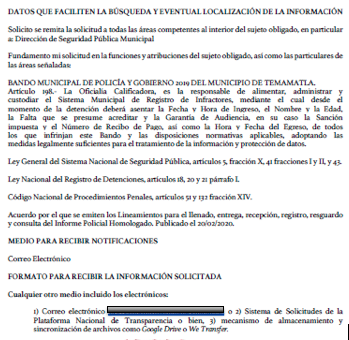 DATOS QUE FACILITEN LA BÚSQUEDA Y EVENTUAL LOCALIZACIÓN DE LA INFORMACIÓN
Solicito se remita la solicitud a todas las áreas competentes al interior del sujeto obligado, en particular
a: Dirección de Seguridad Pública Municipal
Fundamento mi solicitud en la funciones y atribuciones del sujeto obligado, así como las particulares de
las áreas señaladas:
BANDO MUNICIPAL DE POLICÍA Y GOBIERNO 2019 DEL MUNICIPIO DE TEMAMATLA.
Artículo 198.- La Oficialía Calificadora, es la responsable de alimentar, administrar y
custodiar el Sistema Municipal de Registro de Infractores, mediante el cual desde el
momento de la detención deberá asentar la Fecha y Hora de Ingreso, el Nombre y la Edad,
la Falta que se presume acreditar y la Garantía de Audiencia, en su caso la Sanción
impuesta y el Número de Recibo de Pago, así como la Hora y Fecha del Egreso, de todos
los que infrinjan este Bando y las disposiciones normativas aplicables, adoptando las
medidas legalmente suficientes para el tratamiento de la información y protección de datos.
Ley General del Sistema Nacional de Seguridad Pública, artículos 5, fracción X, 41 fracciones I y II, y 43.
Ley Nacional del Registro de Detenciones, artículos 18, 20 y 21 párrafo I.
Código Nacional de Procedimientos Penales, artículos 51 y 132 fracción XIV.
Acuerdo por el que se emiten los Lineamientos para el llenado, entrega, recepción, registro, resguardo
y consulta del Informe Policial Homologado. Publicado el 20/02/2020.
MEDIO PARA RECIBIR NOTIFICACIONES
Correo Electrónico
FORMATO PARA RECIBIR LA INFORMACIÓN SOLICITADA
Cualquier otro medio incluido los electrónicos:
1) Correo electrónico o 2) Sistema de Solicitudes de la
Plataforma Nacional de Transparencia o bien, 3) mecanismo de almacenamiento y
sincronización de archivos como Google Drive o We Transfer.